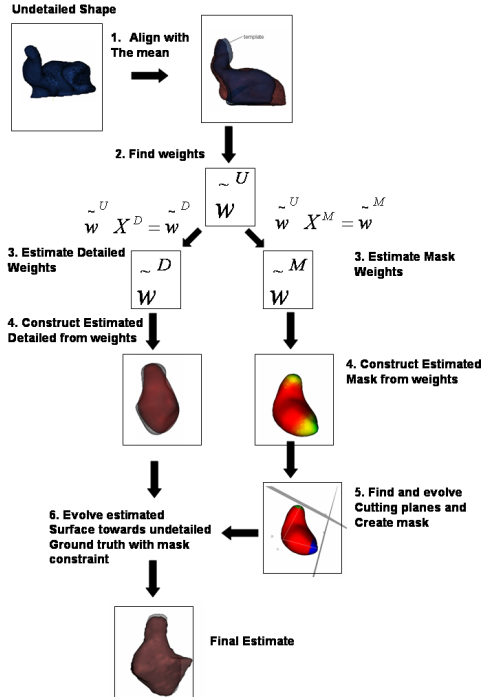 Undetailed Shape
1. Align with
The mean
template
2. Find weights
w̃^U
w̃^U X^D = w̃^D
w̃^U X^M = w̃^M
3. Estimate Detailed
Weights
3. Estimate Mask
Weights
w̃^D
w̃^M
4. Construct Estimated
Detailed from weights
4. Construct Estimated
Mask from weights
5. Find and evolve
Cutting planes and
Create mask
6. Evolve estimated
Surface towards undetailed
Ground truth with mask
constraint
Final Estimate